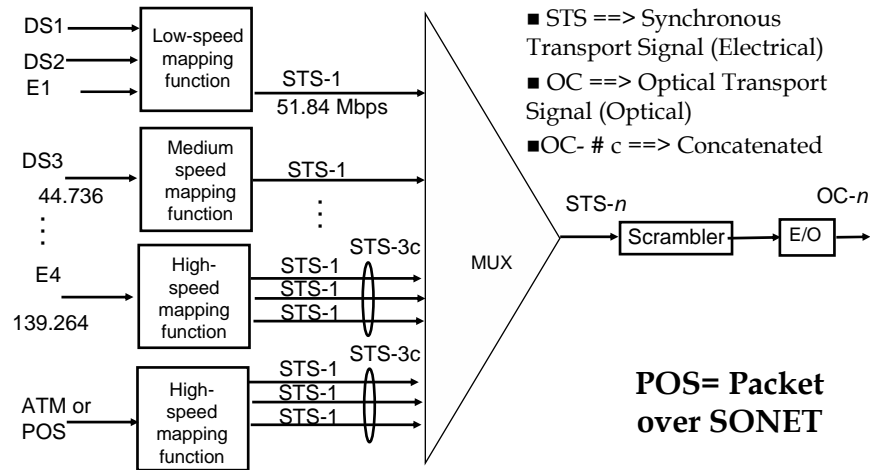 DS1
DS2
E1
Low-speed
mapping
function
STS-1
51.84 Mbps
DS3
44.736
Medium
speed
mapping
function
STS-1
E4
139.264
High-
speed
mapping
function
STS-3c
STS-1
STS-1
STS-1
ATM or
POS
High-
speed
mapping
function
STS-3c
STS-1
STS-1
STS-1
MUX
■ STS ==> Synchronous
Transport Signal (Electrical)
■ OC ==> Optical Transport
Signal (Optical)
■OC- # c ==> Concatenated
STS-n
Scrambler
E/O
OC-n
POS= Packet
over SONET